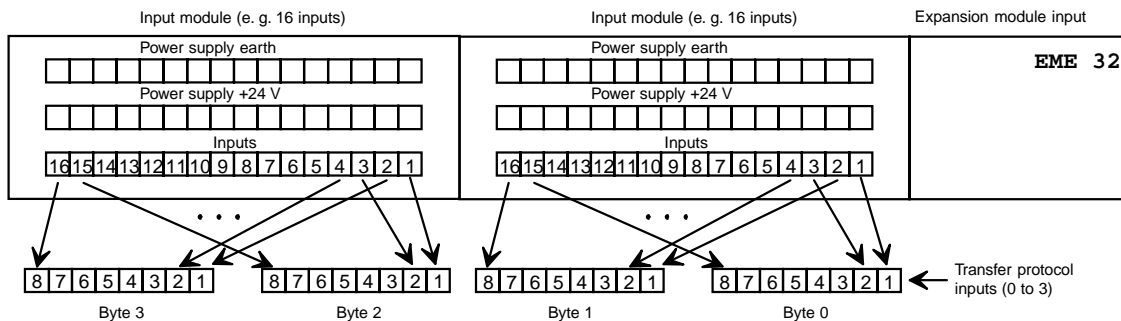 Input module (e. g. 16 inputs) Input module (e. g. 16 inputs) Expansion module input
Power supply earth Power supply earth
EME 32
Power supply +24 V Power supply +24 V
Inputs Inputs
16 15 14 13 12 11 10 9 8 7 6 5 4 3 2 1 16 15 14 13 12 11 10 9 8 7 6 5 4 3 2 1
. . . . . .
8 7 6 5 4 3 2 1 8 7 6 5 4 3 2 1 8 7 6 5 4 3 2 1 8 7 6 5 4 3 2 1 Transfer protocol
inputs (0 to 3)
Byte 3 Byte 2 Byte 1 Byte 0